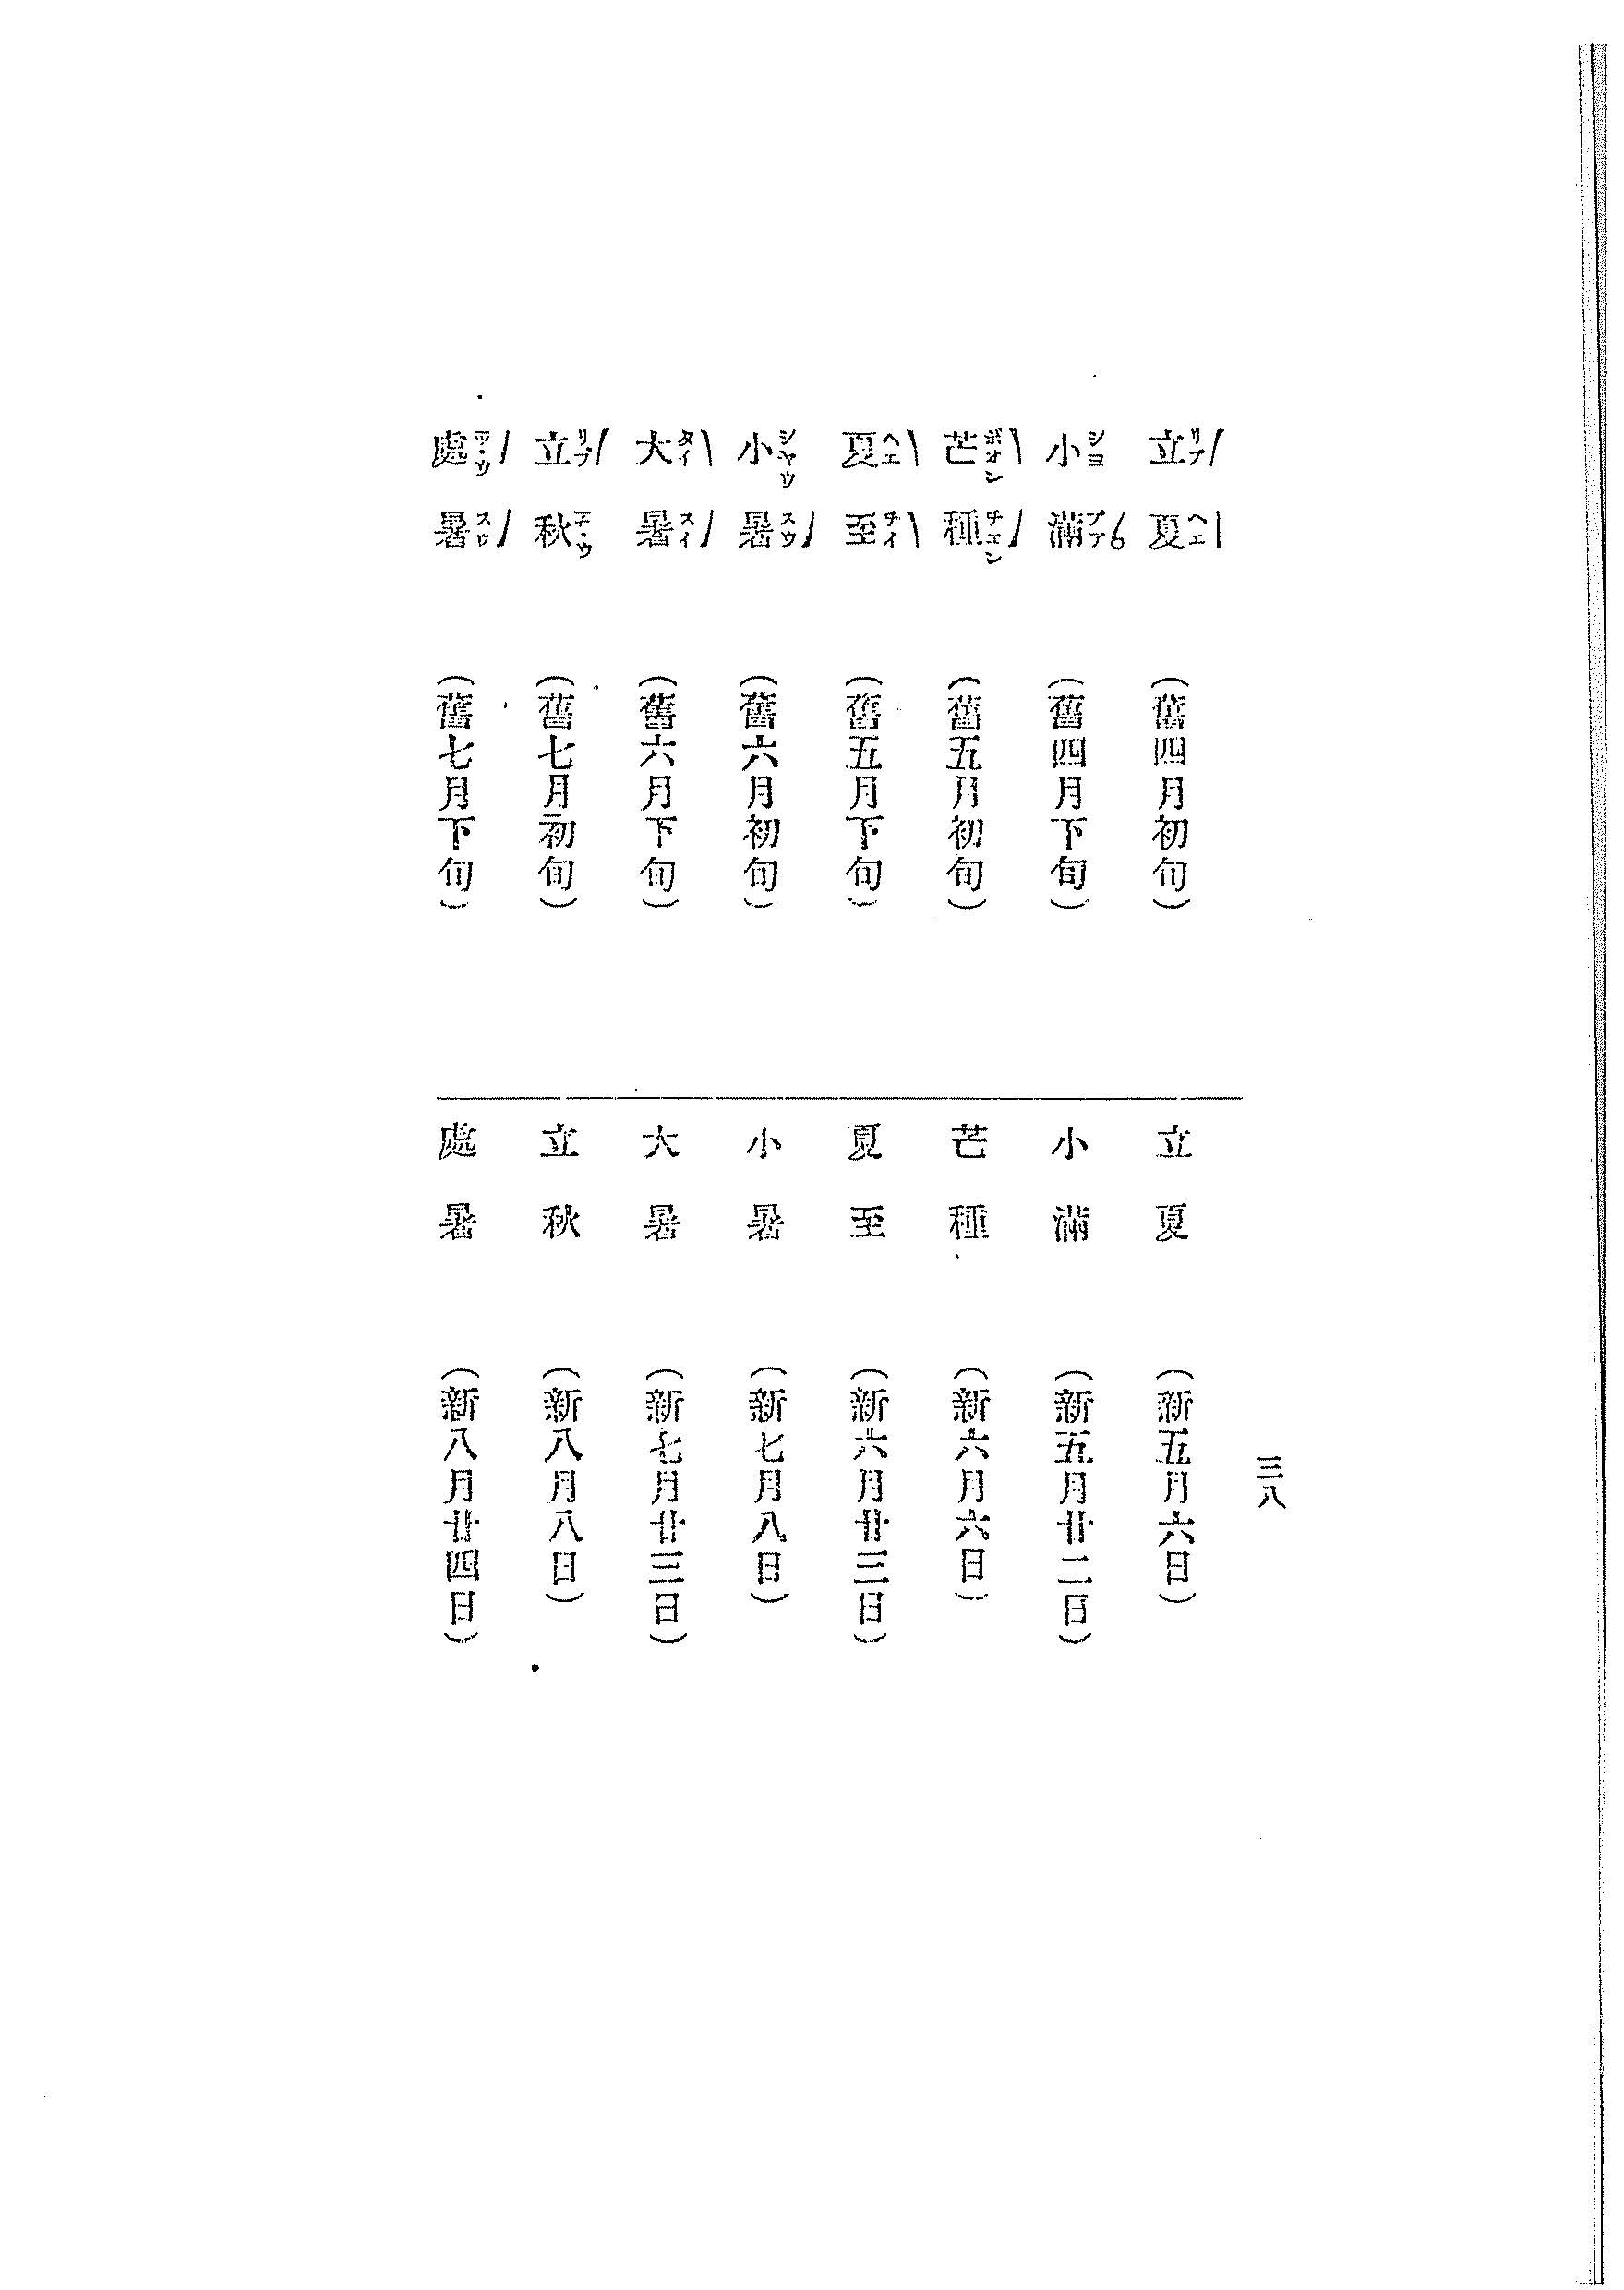 三八
立夏 (舊四月初旬)
小滿 (舊四月下旬)
芒種 (舊五月初旬)
夏至 (舊五月下旬)
小暑 (舊六月初旬)
大暑 (舊六月下旬)
立秋 (舊七月初旬)
處暑 (舊七月下旬)
立夏 (新五月六日)
小滿 (新五月廿二日)
芒種 (新六月六日)
夏至 (新六月廿三日)
小暑 (新七月八日)
大暑 (新七月廿三日)
立秋 (新八月八日)
處暑 (新八月廿四日)